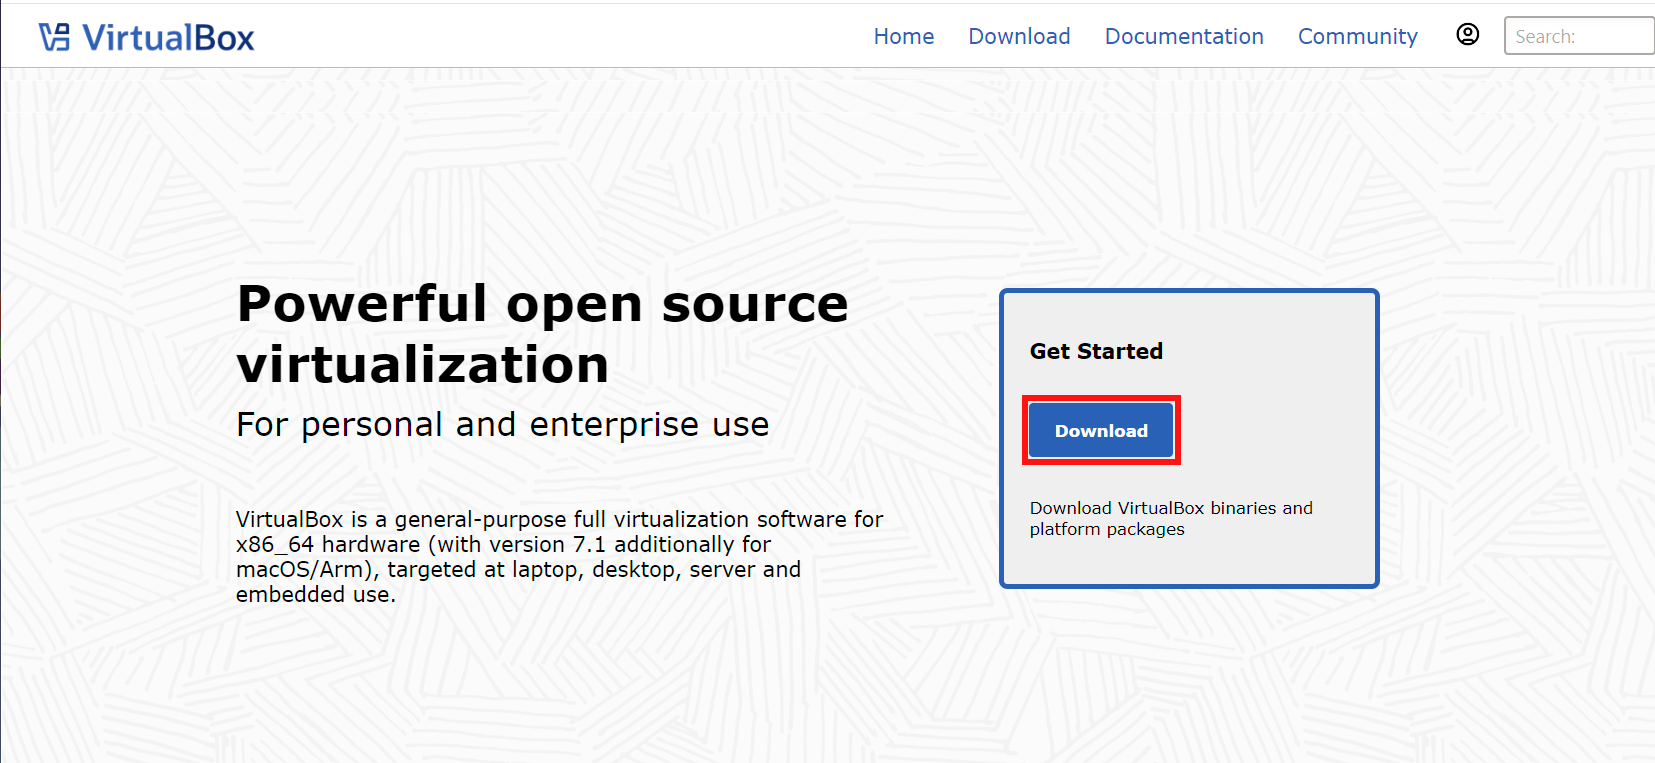 VirtualBox
Home Download Documentation Community Search:
Powerful open source
virtualization
For personal and enterprise use
VirtualBox is a general-purpose full virtualization software for
x86_64 hardware (with version 7.1 additionally for
macOS/Arm), targeted at laptop, desktop, server and
embedded use.
Get Started
Download
Download VirtualBox binaries and
platform packages